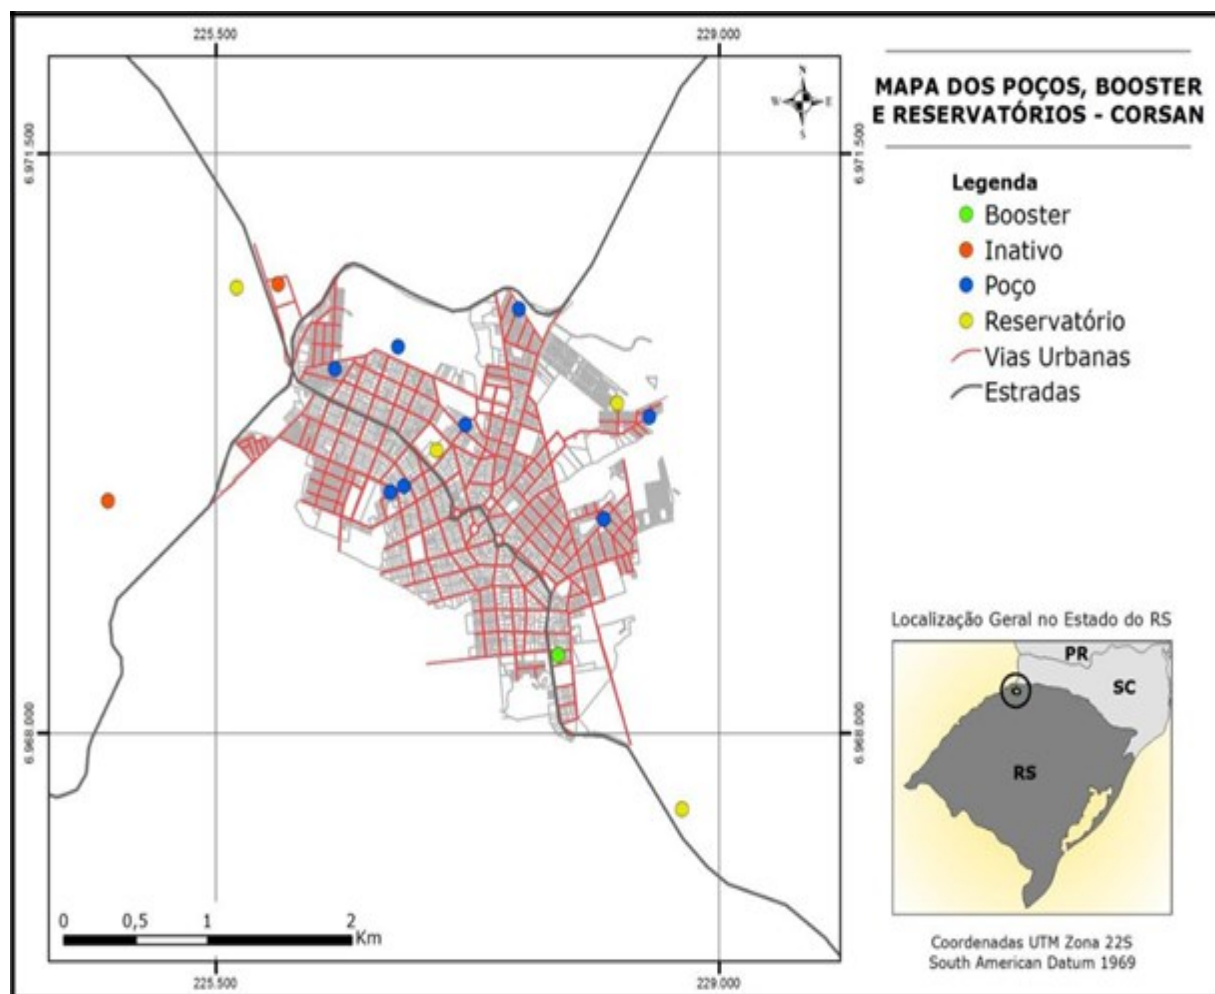 225.500
229.000
N
W
E
S
6.971.500
6.971.500
MAPA DOS POÇOS, BOOSTER
E RESERVATÓRIOS - CORSAN
Legenda
Booster
Inativo
Poço
Reservatório
Vias Urbanas
Estradas
6.968.000
6.968.000
Localização Geral no Estado do RS
PR
SC
RS
0
0,5
1
2
Km
Coordenadas UTM Zona 22S
South American Datum 1969
225.500
229.000